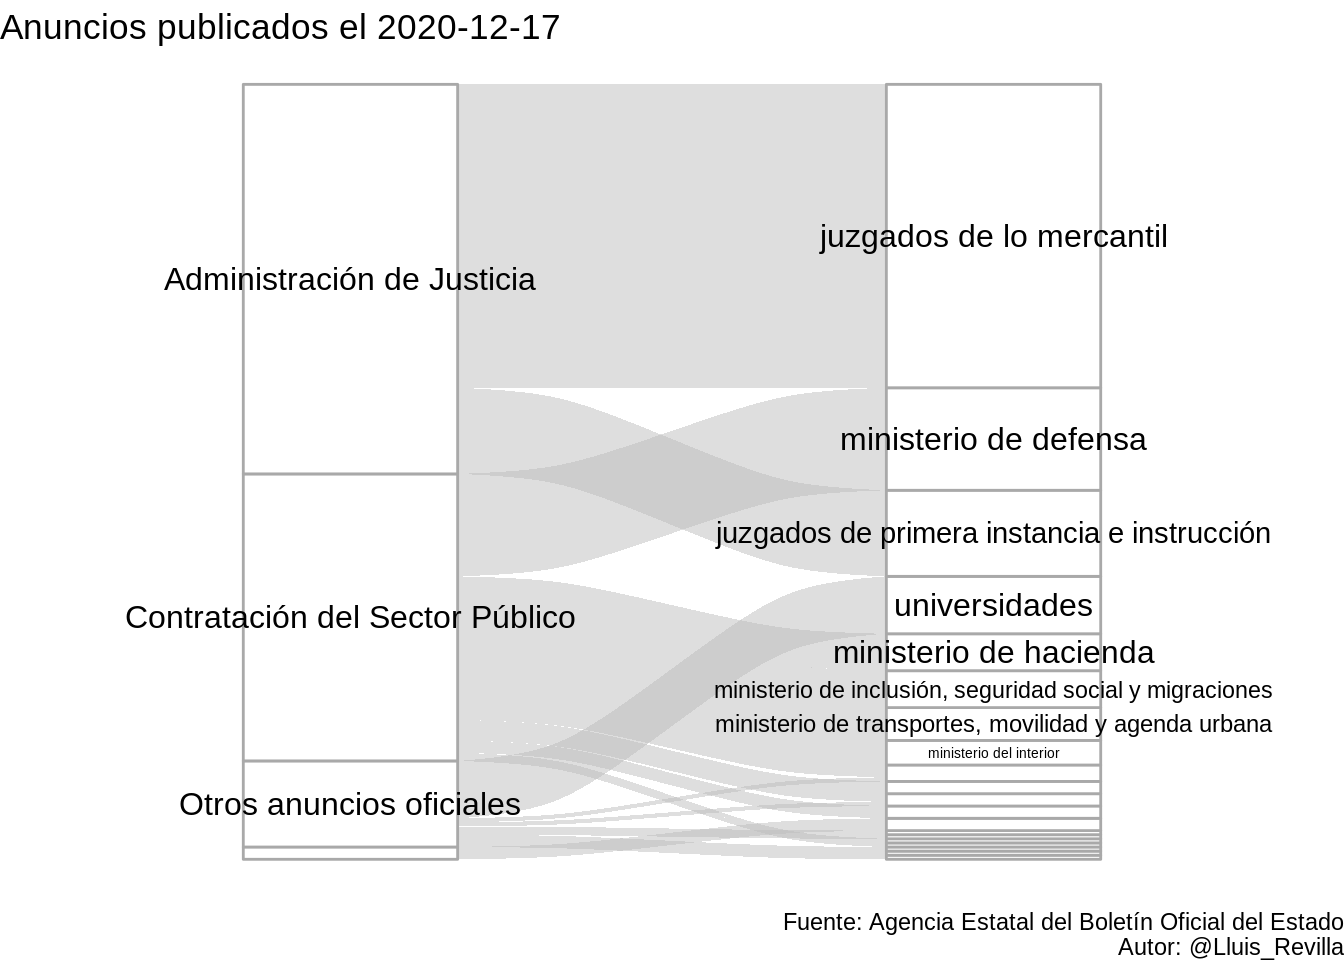 Anuncios publicados el 2020-12-17
Administración de Justicia
Contratación del Sector Público
Otros anuncios oficiales
juzgados de lo mercantil
ministerio de defensa
juzgados de primera instancia e instrucción
universidades
ministerio de hacienda
ministerio de inclusión, seguridad social y migraciones
ministerio de transportes, movilidad y agenda urbana
ministerio del interior
Fuente: Agencia Estatal del Boletín Oficial del Estado
Autor: @Lluis_Revilla